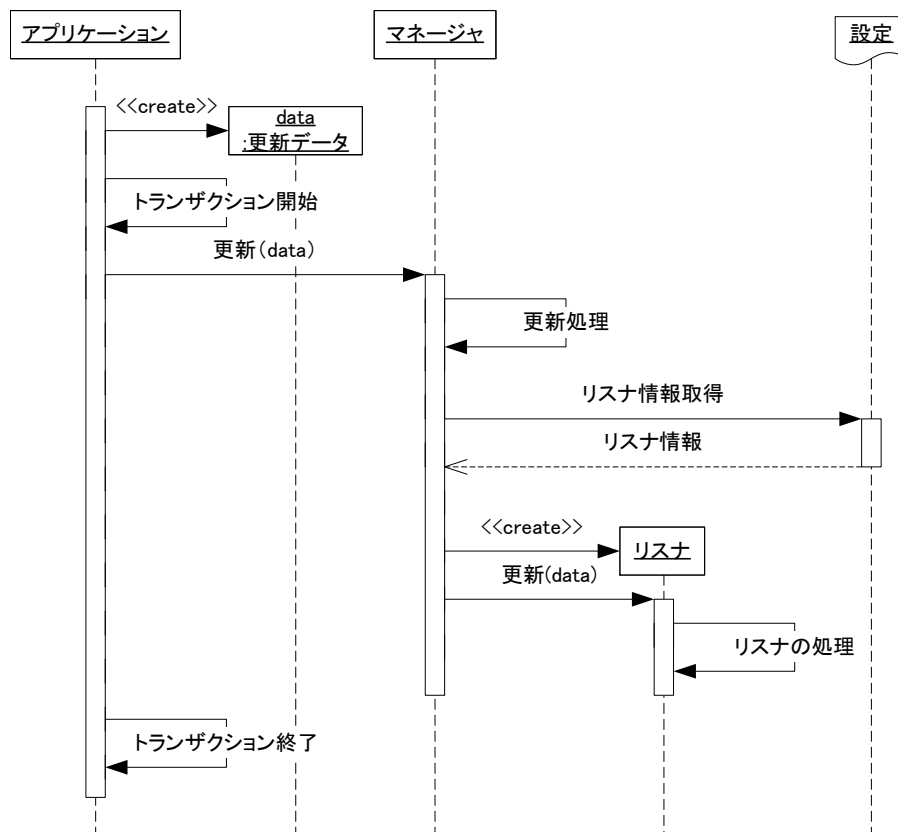 アプリケーション
マネージャ
設定
<<create>>
data
:更新データ
トランザクション開始
更新（data）
更新処理
リスナ情報取得
リスナ情報
<<create>>
リスナ
更新(data)
リスナの処理
トランザクション終了